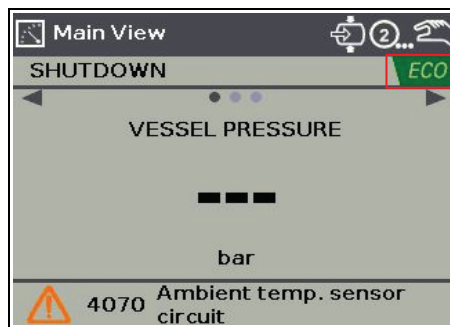 Main View
2...
SHUTDOWN ECO
VESSEL PRESSURE
---
bar
4070 Ambient temp. sensor
circuit